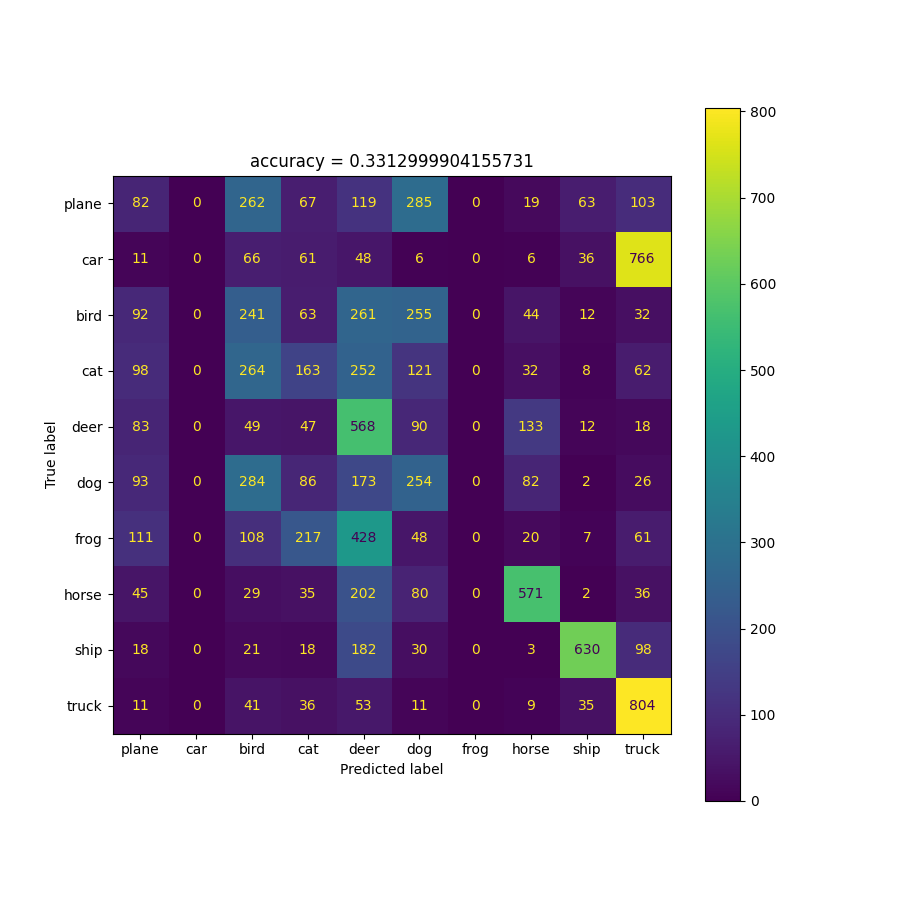 accuracy = 0.3312999904155731
800
700
600
500
400
300
200
100
0
True label
plane 82 0 262 67 119 285 0 19 63 103
car 11 0 66 61 48 6 0 6 36 766
bird 92 0 241 63 261 255 0 44 12 32
cat 98 0 264 163 252 121 0 32 8 62
deer 83 0 49 47 568 90 0 133 12 18
dog 93 0 284 86 173 254 0 82 2 26
frog 111 0 108 217 428 48 0 20 7 61
horse 45 0 29 35 202 80 0 571 2 36
ship 18 0 21 18 182 30 0 3 630 98
truck 11 0 41 36 53 11 0 9 35 804
plane car bird cat deer dog frog horse ship truck
Predicted label